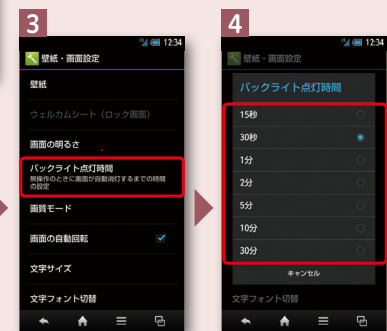 3
12:34
壁紙・画面設定
壁紙
ウェルカムシート（ロック画面）
画面の明るさ
バックライト点灯時間
無操作のときに画面が自動消灯するまでの時間
の設定
画質モード
画面の自動回転
文字サイズ
文字フォント切替
4
12:34
壁紙・画面設定
バックライト点灯時間
15秒
30秒
1分
2分
5分
10分
30分
キャンセル
文字フォント切替